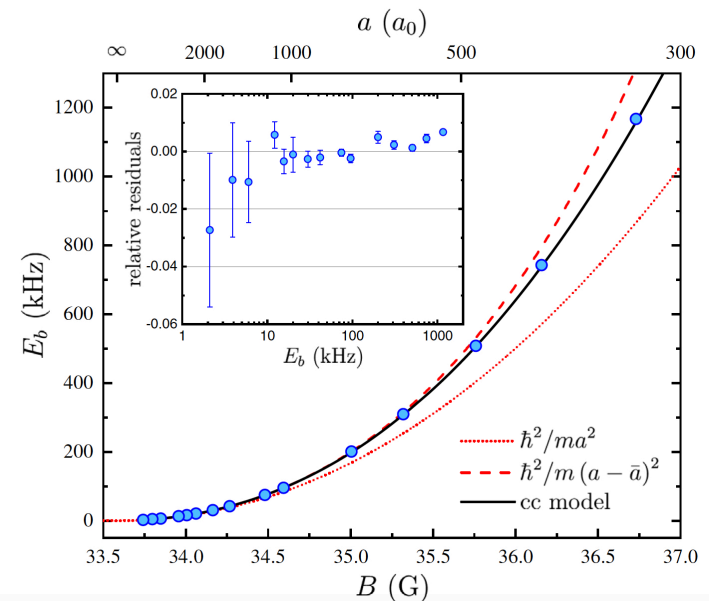 a (a₀)
∞ 2000 1000 500 300
1200
1000
800
600
400
200
0
E_b (kHz)
0.02
0.00
-0.02
-0.04
-0.06
relative residuals
1 10 100 1000
E_b (kHz)
ħ²/ma²
ħ²/m (a − ā)²
cc model
33.5 34.0 34.5 35.0 35.5 36.0 36.5 37.0
B (G)